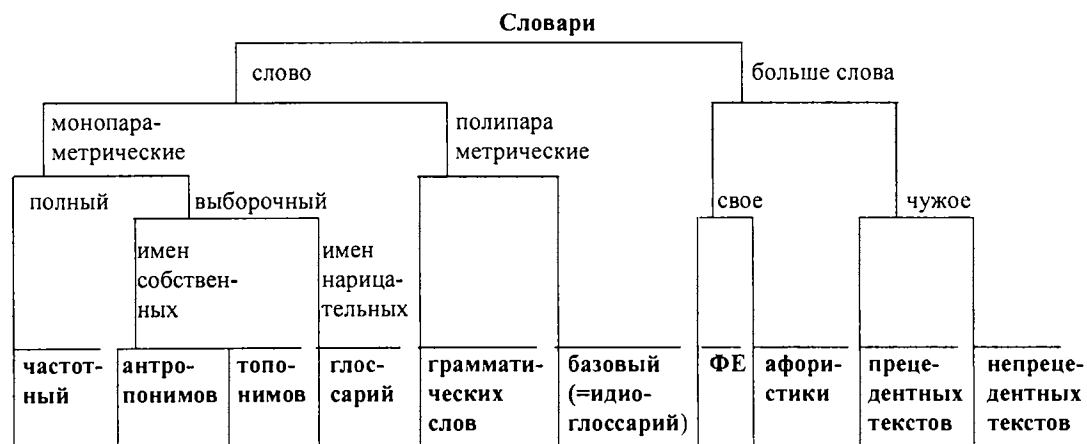 Словари
слово
больше слова
монопара-
метрические
полипара
метрические
полный
выборочный
свое
чужое
имен
собствен-
ных
имен
нарица-
тельных
частот-
ный
антро-
понимов
топо-
нимов
глос-
сарий
граммати-
ческих
слов
базовый
(=идио-
глоссарий)
ФЕ
афори-
стики
преце-
дентных
текстов
непреце-
дентных
текстов